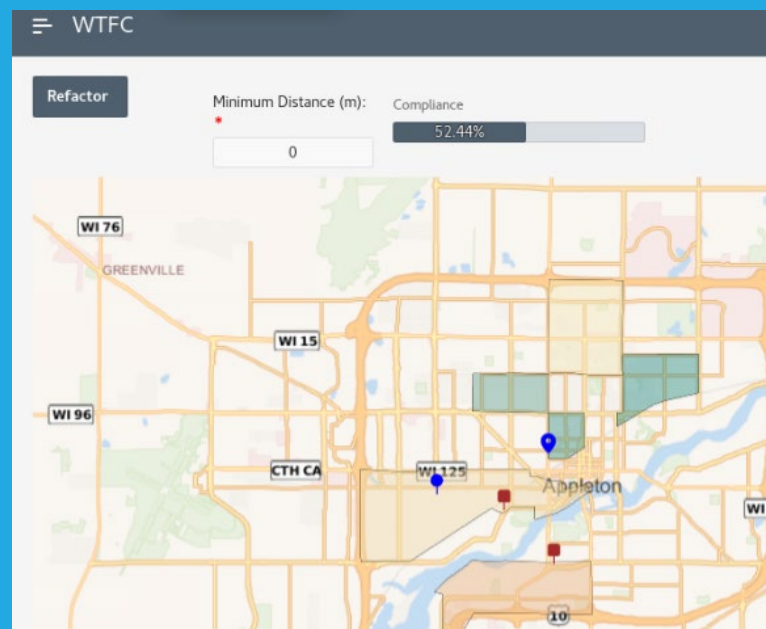 WTFC
Refactor
Minimum Distance (m):
*
Compliance
0
52.44%
WI 76
GREENVILLE
WI 15
WI 96
CTH CA
WI 125
Appleton
WI
10